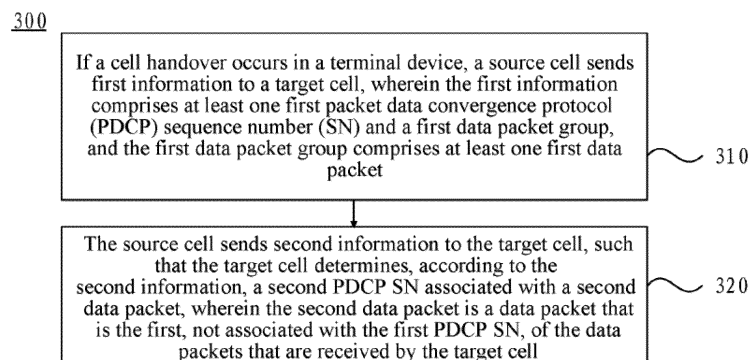 300
If a cell handover occurs in a terminal device, a source cell sends
first information to a target cell, wherein the first information
comprises at least one first packet data convergence protocol
(PDCP) sequence number (SN) and a first data packet group,
and the first data packet group comprises at least one first data
packet
310
The source cell sends second information to the target cell, such
that the target cell determines, according to the
second information, a second PDCP SN associated with a second
data packet, wherein the second data packet is a data packet that
is the first, not associated with the first PDCP SN, of the data
packets that are received by the target cell
320